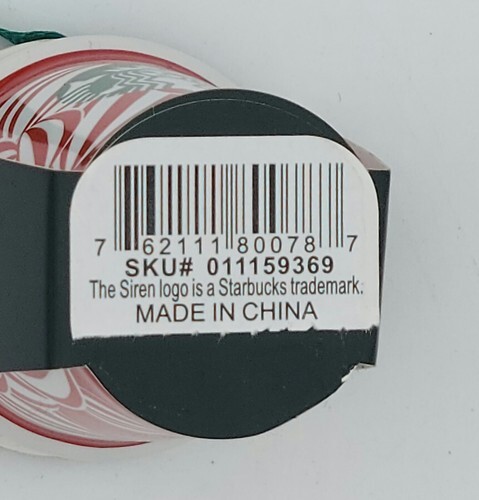 7 62111 80078 7
SKU# 011159369
The Siren logo is a Starbucks trademark.
MADE IN CHINA